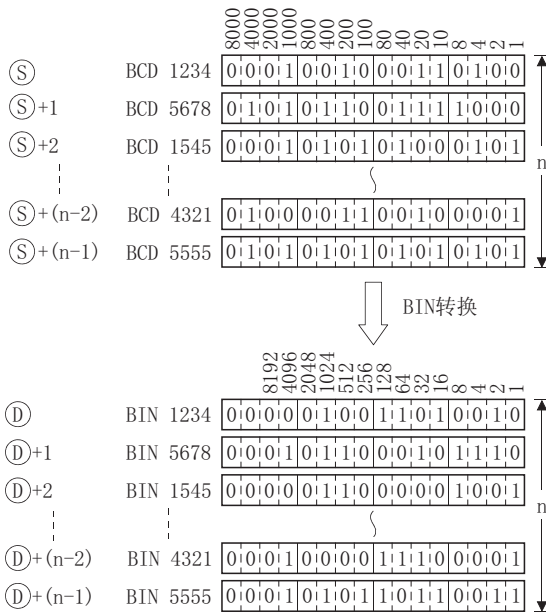 8000 4000 2000 1000 800 400 200 100 80 40 20 10 8 4 2 1
S BCD 1234 0 0 0 1 0 0 1 0 0 0 1 1 0 1 0 0
S+1 BCD 5678 0 1 0 1 0 1 1 0 0 1 1 1 1 0 0 0
S+2 BCD 1545 0 0 0 1 0 1 0 1 0 1 0 0 0 1 0 1
n
S+(n-2) BCD 4321 0 1 0 0 0 0 1 1 0 0 1 0 0 0 0 1
S+(n-1) BCD 5555 0 1 0 1 0 1 0 1 0 1 0 1 0 1 0 1
BIN转换
8192 4096 2048 1024 512 256 128 64 32 16 8 4 2 1
D BIN 1234 0 0 0 0 0 1 0 0 1 1 0 1 0 0 1 0
D+1 BIN 5678 0 0 0 1 0 1 1 0 0 0 1 0 1 1 1 0
D+2 BIN 1545 0 0 0 0 0 1 1 0 0 0 0 0 1 0 0 1
n
D+(n-2) BIN 4321 0 0 0 1 0 0 0 0 1 1 1 0 0 0 0 1
D+(n-1) BIN 5555 0 0 0 1 0 1 0 1 1 0 1 1 0 0 1 1